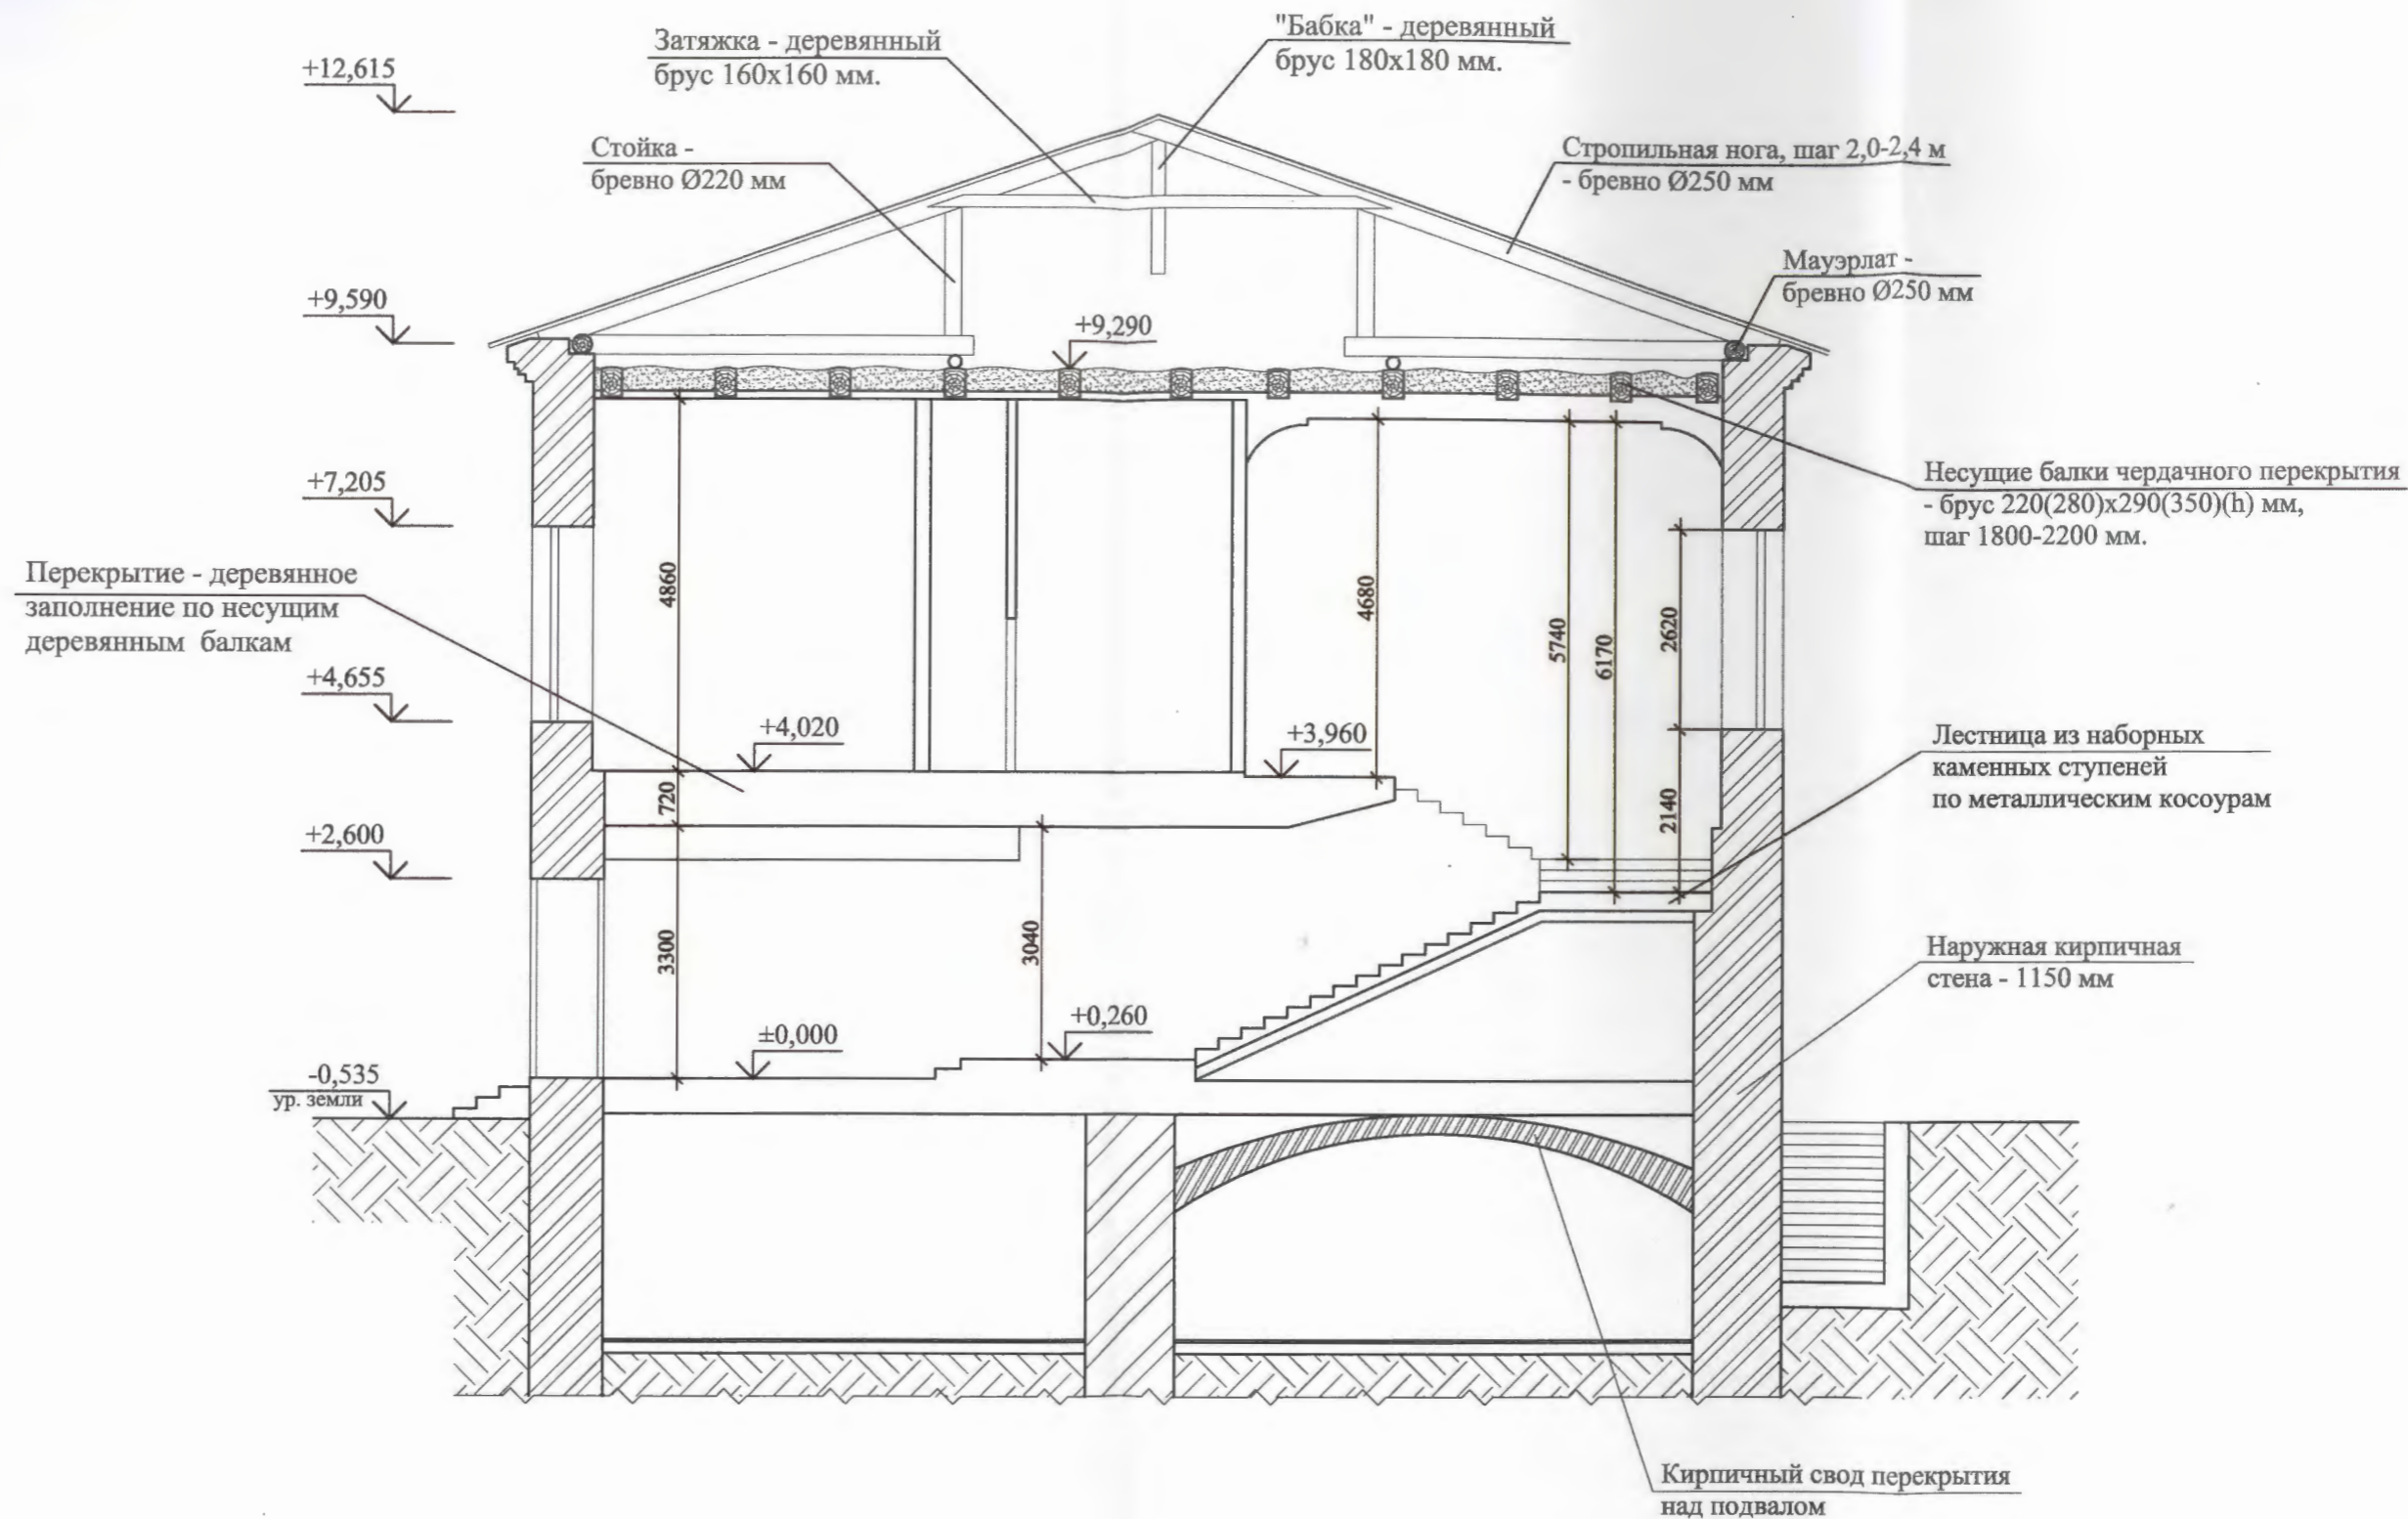 "Бабка" - деревянный
брус 180х180 мм.
Затяжка - деревянный
брус 160х160 мм.
+12,615
Стойка -
бревно Ø220 мм
Стропильная нога, шаг 2,0-2,4 м
- бревно Ø250 мм
Мауэрлат -
бревно Ø250 мм
+9,590
+9,290
+7,205
Несущие балки чердачного перекрытия
- брус 220(280)х290(350)(h) мм,
шаг 1800-2200 мм.
Перекрытие - деревянное
заполнение по несущим
деревянным балкам
4860
4680
5740
6170
2620
+4,655
+4,020
+3,960
Лестница из наборных
каменных ступеней
по металлическим косоурам
720
2140
+2,600
3300
3040
Наружная кирпичная
стена - 1150 мм
+0,260
±0,000
-0,535
ур. земли
Кирпичный свод перекрытия
над подвалом